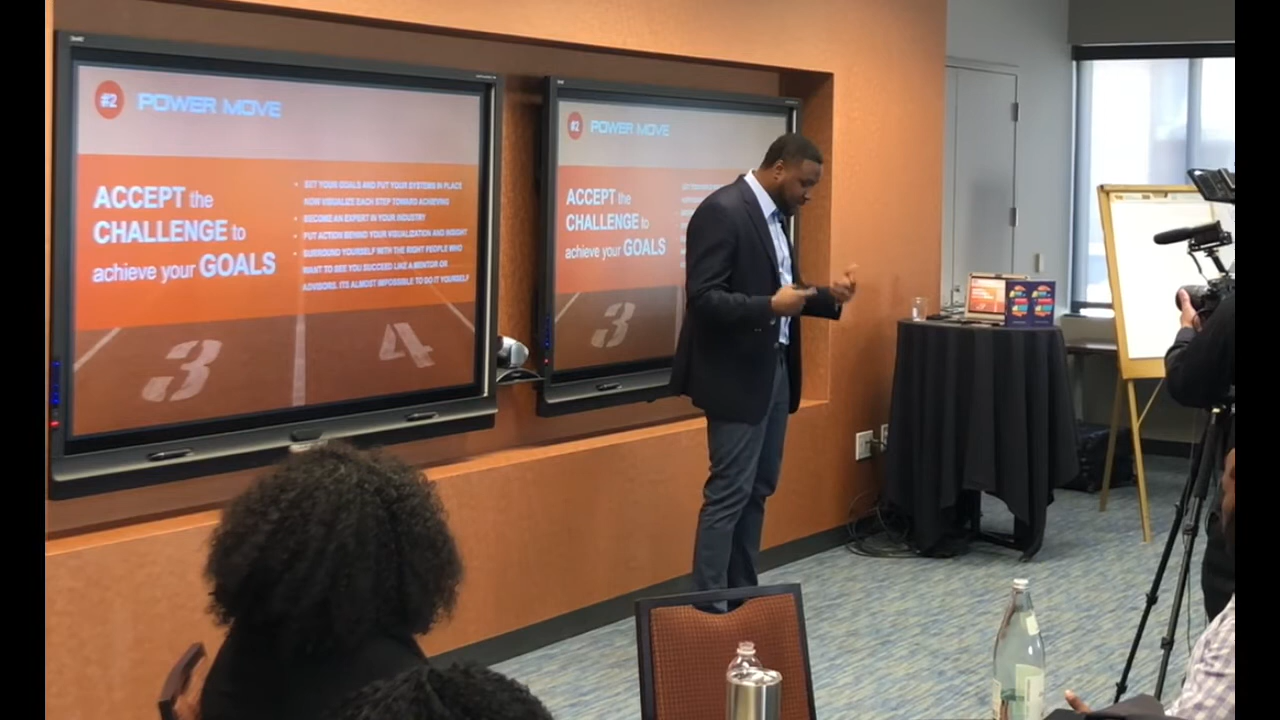 #2 POWER MOVE
ACCEPT the
CHALLENGE to
achieve your GOALS
• SET YOUR GOALS AND PUT YOUR SYSTEMS IN PLACE
NOW VISUALIZE EACH STEP TOWARD ACHIEVING
• BECOME AN EXPERT IN YOUR INDUSTRY
• PUT ACTION BEHIND YOUR VISUALIZATION AND INSIGHT
• SURROUND YOURSELF WITH THE RIGHT PEOPLE WHO
WANT TO SEE YOU SUCCEED LIKE A MENTOR OR
ADVISORS. ITS ALMOST IMPOSSIBLE TO DO IT YOURSELF
3 4
#2 POWER MOVE
ACCEPT the
CHALLENGE to
achieve your GOALS
3